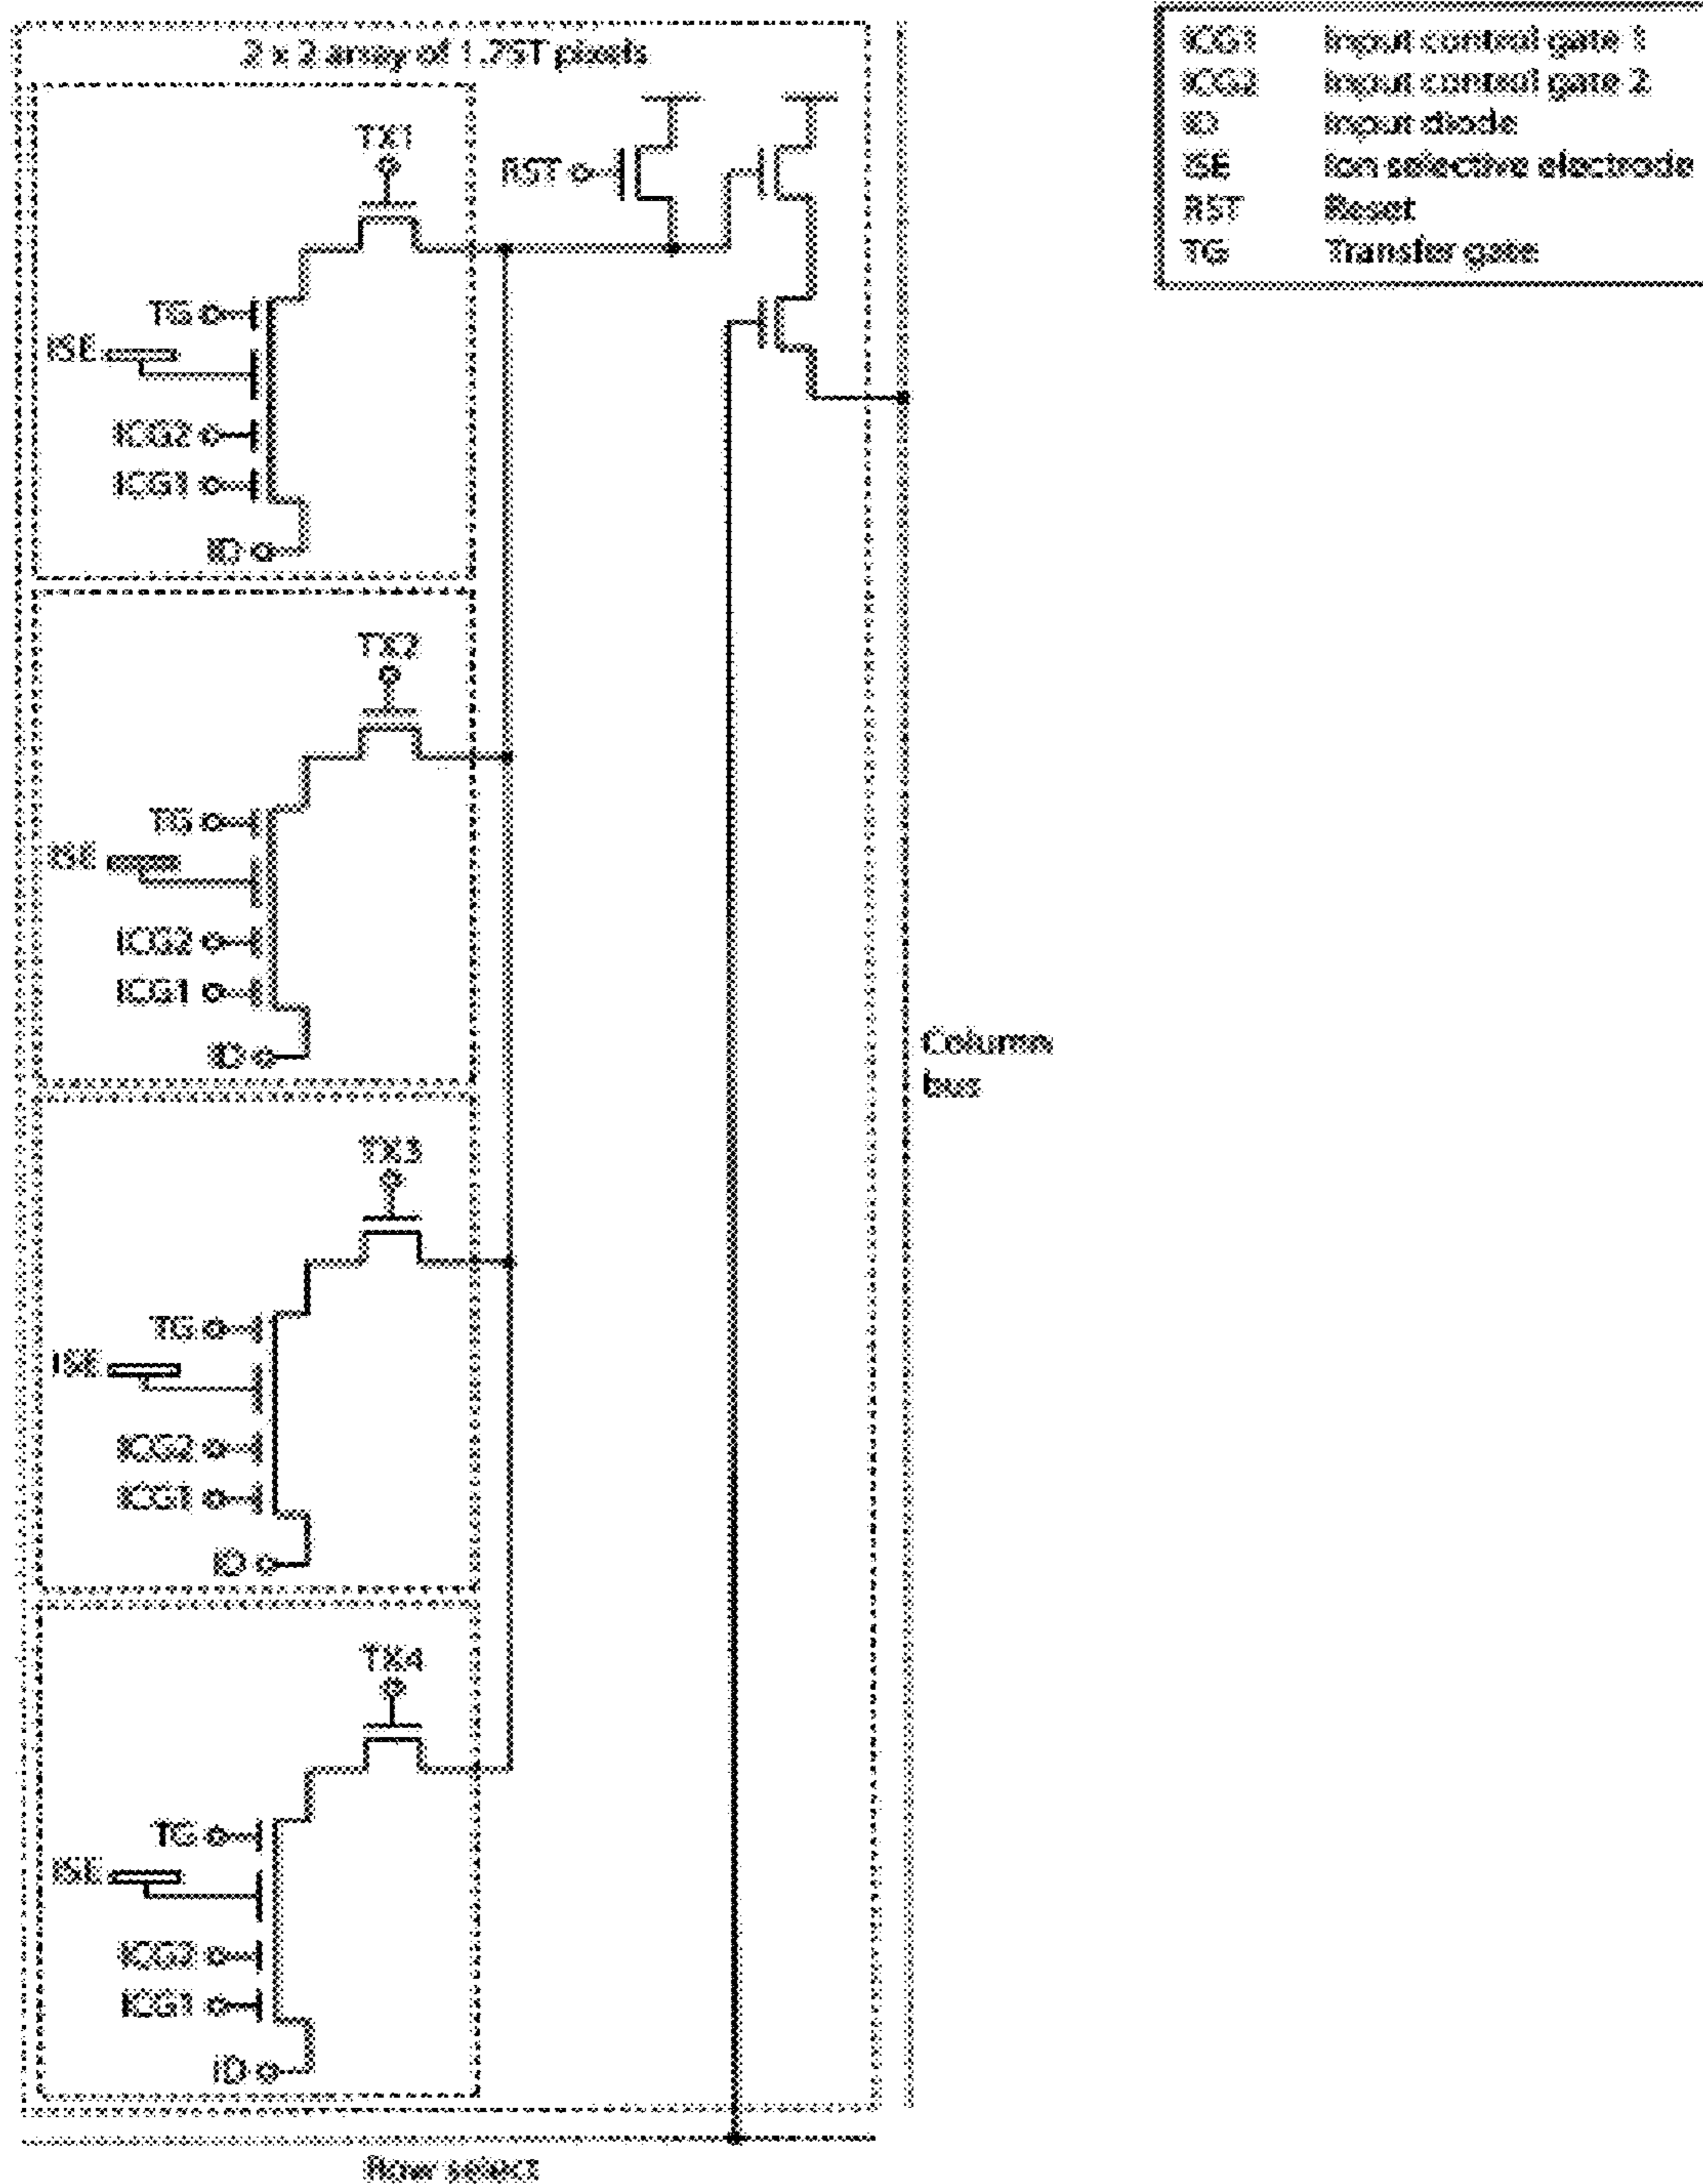 2 x 2 array of 1.75T pixels
ICG1 Input control gate 1
ICG2 Input control gate 2
ID Input diode
ISE Ion selective electrode
RST Reset
TG Transfer gate
TX1
RST
TG
ISE
ICG2
ICG1
ID
TX2
TG
ISE
ICG2
ICG1
ID
Column
bus
TX3
TG
ISE
ICG2
ICG1
ID
TX4
TG
ISE
ICG2
ICG1
ID
Row select